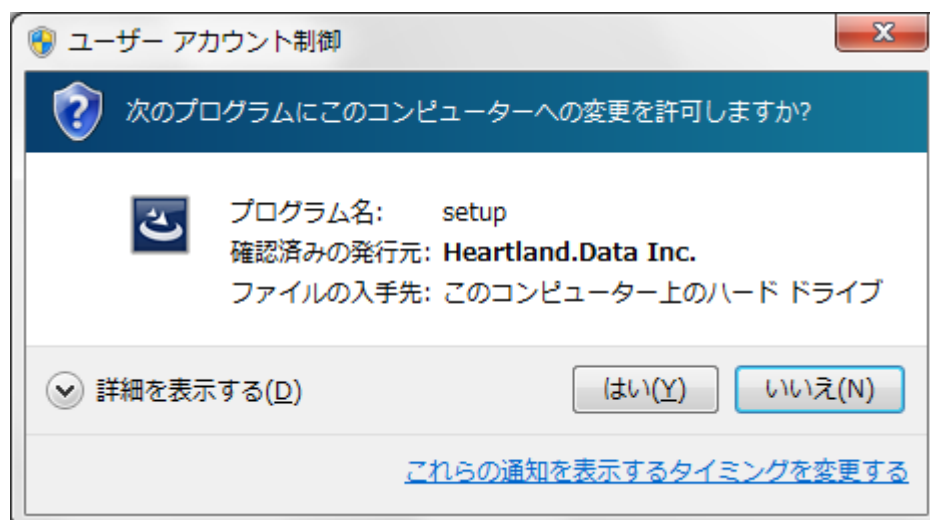 ユーザー アカウント制御
次のプログラムにこのコンピューターへの変更を許可しますか?
プログラム名: setup
確認済みの発行元: Heartland.Data Inc.
ファイルの入手先: このコンピューター上のハード ドライブ
詳細を表示する(D) はい(Y) いいえ(N)
これらの通知を表示するタイミングを変更する